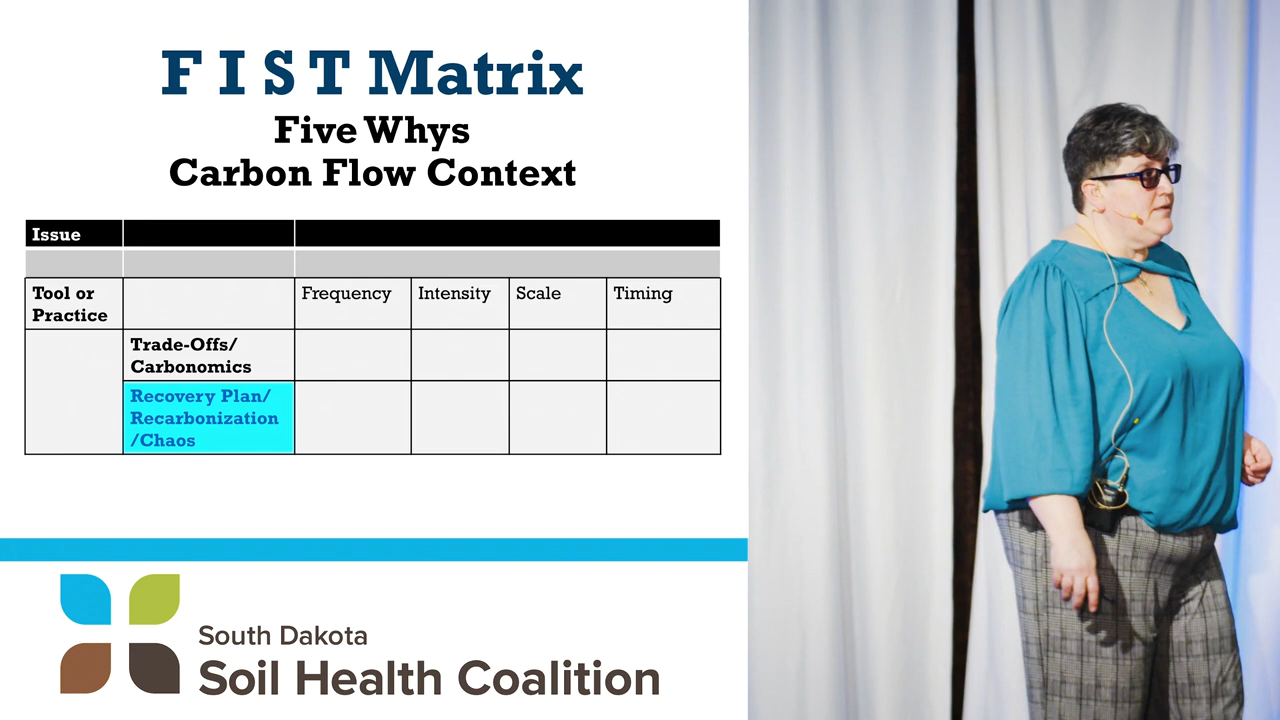 F I S T Matrix
Five Whys
Carbon Flow Context
Issue
Tool or
Practice
Frequency
Intensity
Scale
Timing
Trade-Offs/
Carbonomics
Recovery Plan/
Recarbonization
/Chaos
South Dakota
Soil Health Coalition